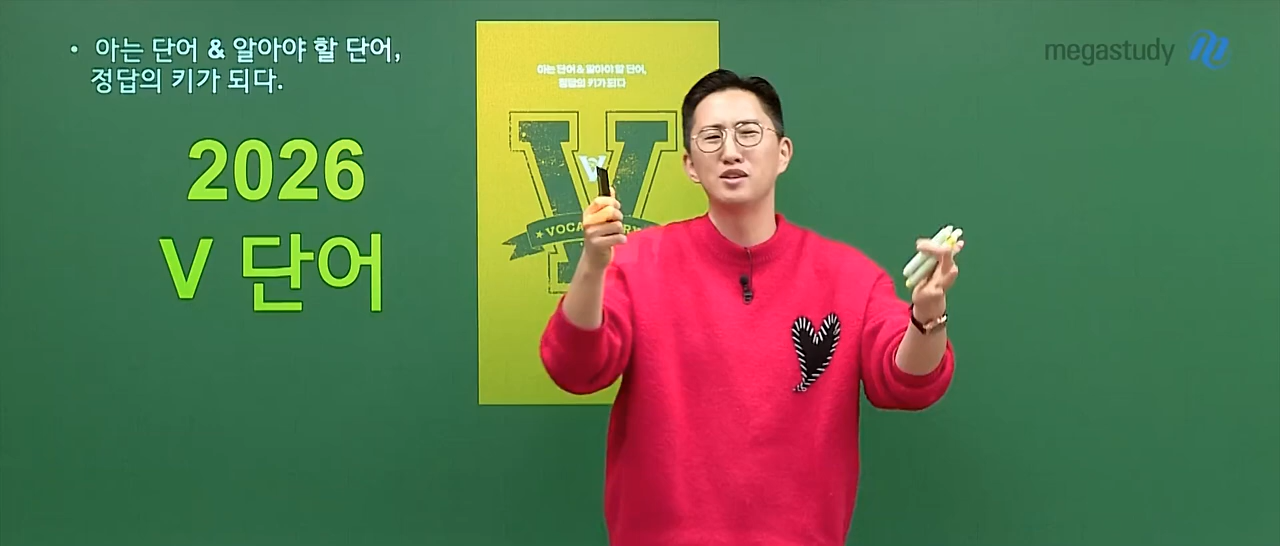 • 아는 단어 & 알아야 할 단어,
정답의 키가 되다.
2026
V 단어
아는 단어 & 알아야 할 단어,
정답의 키가 되다
V
megastudy